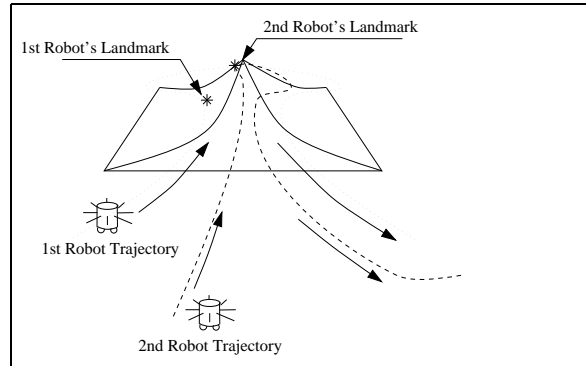 2nd Robot's Landmark
1st Robot's Landmark
1st Robot Trajectory
2nd Robot Trajectory